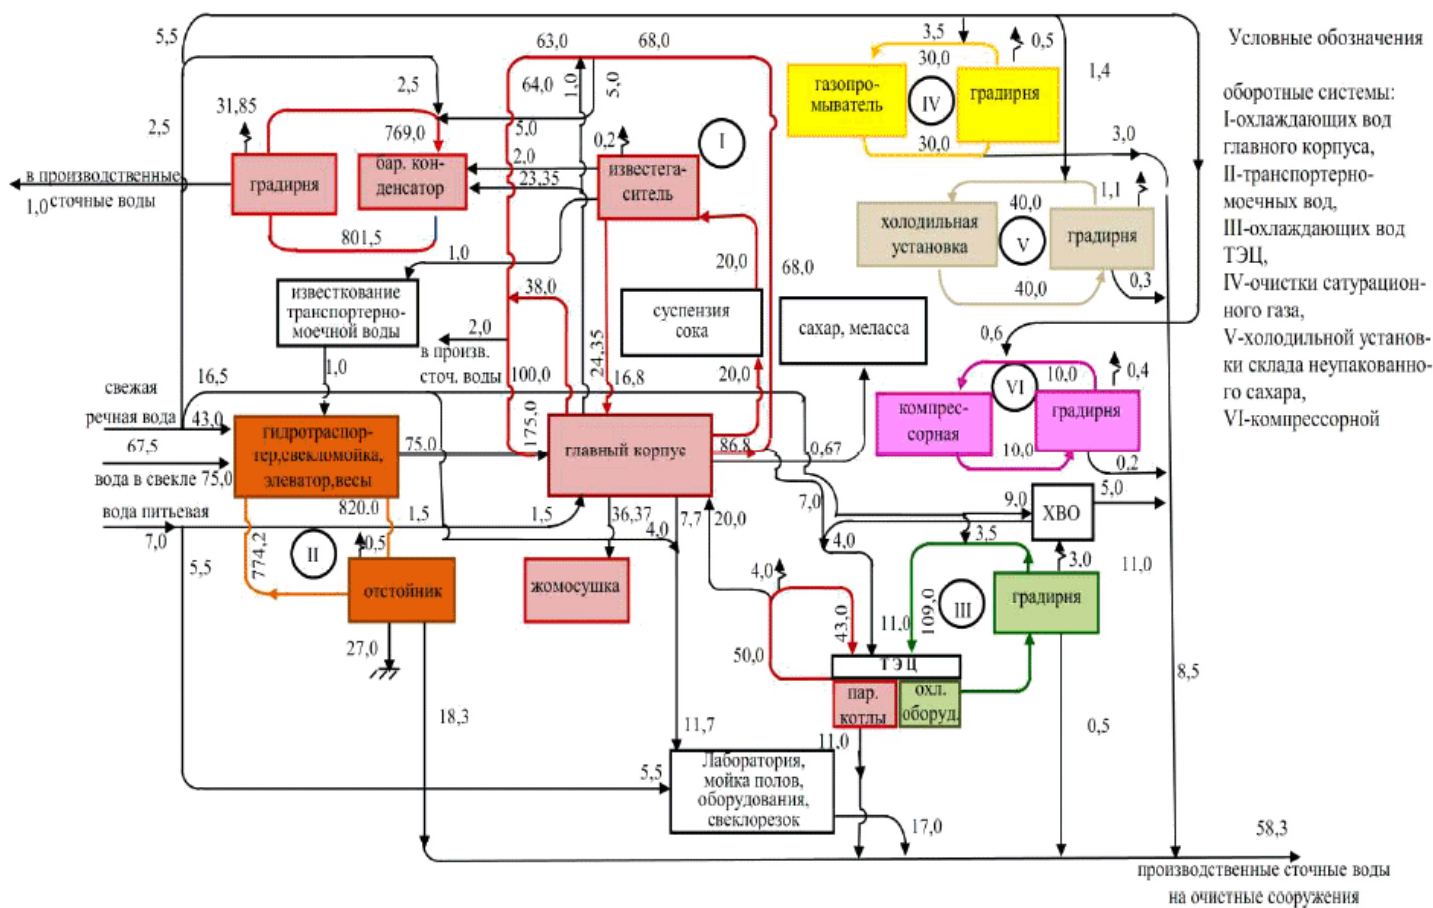 5,5
63,0
68,0
3,5
0,5
30,0
Условные обозначения
2,5
64,0
1,0
5,0
газопро-
мыватель
IV
градирня
1,4
оборотные системы:
I-охлаждающих вод
главного корпуса,
II-транспортерно-
моечных вод,
III-охлаждающих вод
ТЭЦ,
IV-очистки сатурацион-
ного газа,
V-холодильной установ-
ки склада неупакованно-
го сахара,
VI-компрессорной
31,85
2,5
769,0
5,0
0,2
I
30,0
3,0
градирня
бар. кон-
денсатор
2,0
23,35
известега-
ситель
в производственные
сточные воды
1,0
801,5
40,0
1,1
холодильная
установка
V
градирня
1,0
20,0
68,0
40,0
0,3
известкование
транспортерно-
моечной воды
38,0
суспензия
сока
сахар, меласса
2,0
в произв.
сточ. воды
24,35
0,6
1,0
100,0
16,8
20,0
10,0
VI
0,4
компрес-
сорная
градирня
10,0
0,2
свежая
речная вода
16,5
43,0
67,5
вода в свекле
75,0
гидротраспор-
тер,свекломойка,
элеватор,весы
75.0
175,0
главный корпус
86,8
0,67
вода питьевая
7,0
820.0
1,5
1,5
36,37
4,0
7,7
20,0
7,0
9,0
ХВО
5,0
5,5
774,2
II
0,5
4,0
3,5
3,0
11,0
отстойник
жомосушка
4,0
43,0
11,0
109,0
III
градирня
27,0
50,0
ТЭЦ
пар.
котлы
охл.
оборуд.
8,5
18,3
11,7
11,0
0,5
5,5
Лаборатория,
мойка полов,
оборудования,
свеклорезок
17,0
58,3
производственные сточные воды
на очистные сооружения